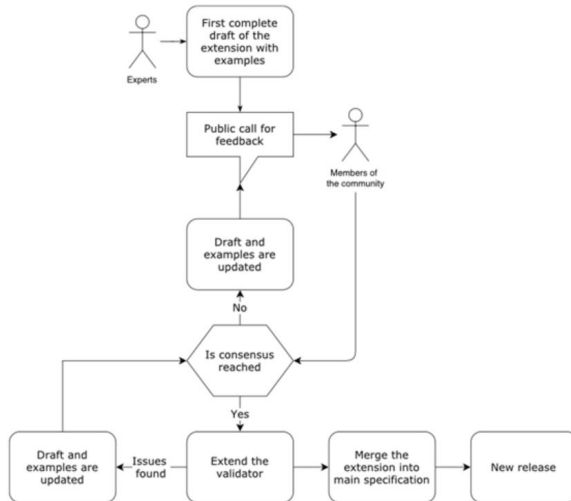 First complete
draft of the
extension with
examples
Experts
Public call for
feedback
Members of
the community
Draft and
examples are
updated
No
Is consensus
reached
Yes
Draft and
examples are
updated
Issues
found
Extend the
validator
Merge the
extension into
main specification
New release